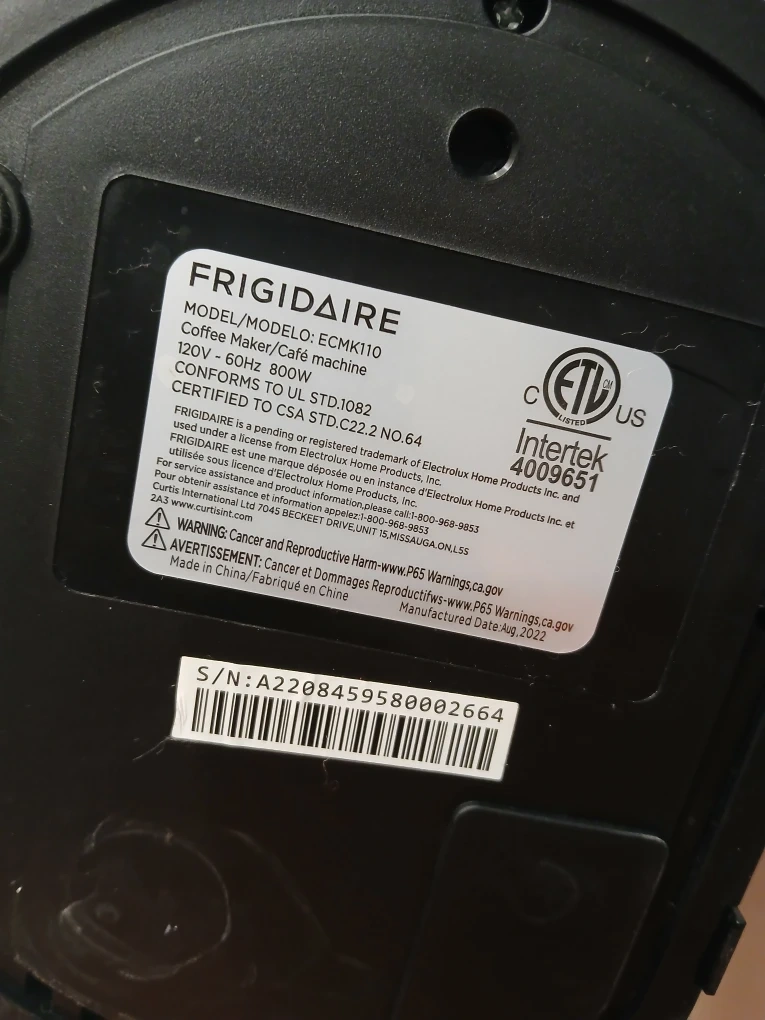 FRIGIDAIRE
MODEL/MODELO: ECMK110
Coffee Maker/Café machine
120V - 60Hz 800W
CONFORMS TO UL STD.1082
CERTIFIED TO CSA STD.C22.2 NO.64
C ETL CM US
LISTED
Intertek
4009651
FRIGIDAIRE is a pending or registered trademark of Electrolux Home Products Inc. and
used under a license from Electrolux Home Products, Inc.
FRIGIDAIRE est une marque déposée ou en instance d'Electrolux Home Products Inc. et
utilisée sous licence d'Electrolux Home Products, Inc.
For service assistance and product information,please call:1-800-968-9853
Pour obtenir assistance et information appelez:1-800-968-9853
Curtis International Ltd 7045 BECKEET DRIVE,UNIT 15,MISSAUGA.ON,L5S
2A3 www.curtisint.com
WARNING: Cancer and Reproductive Harm-www.P65 Warnings,ca.gov
AVERTISSEMENT: Cancer et Dommages Reproductifws-www.P65 Warnings,ca.gov
Made in China/Fabriqué en Chine
Manufactured Date:Aug,2022
S/N:A2208459580002664